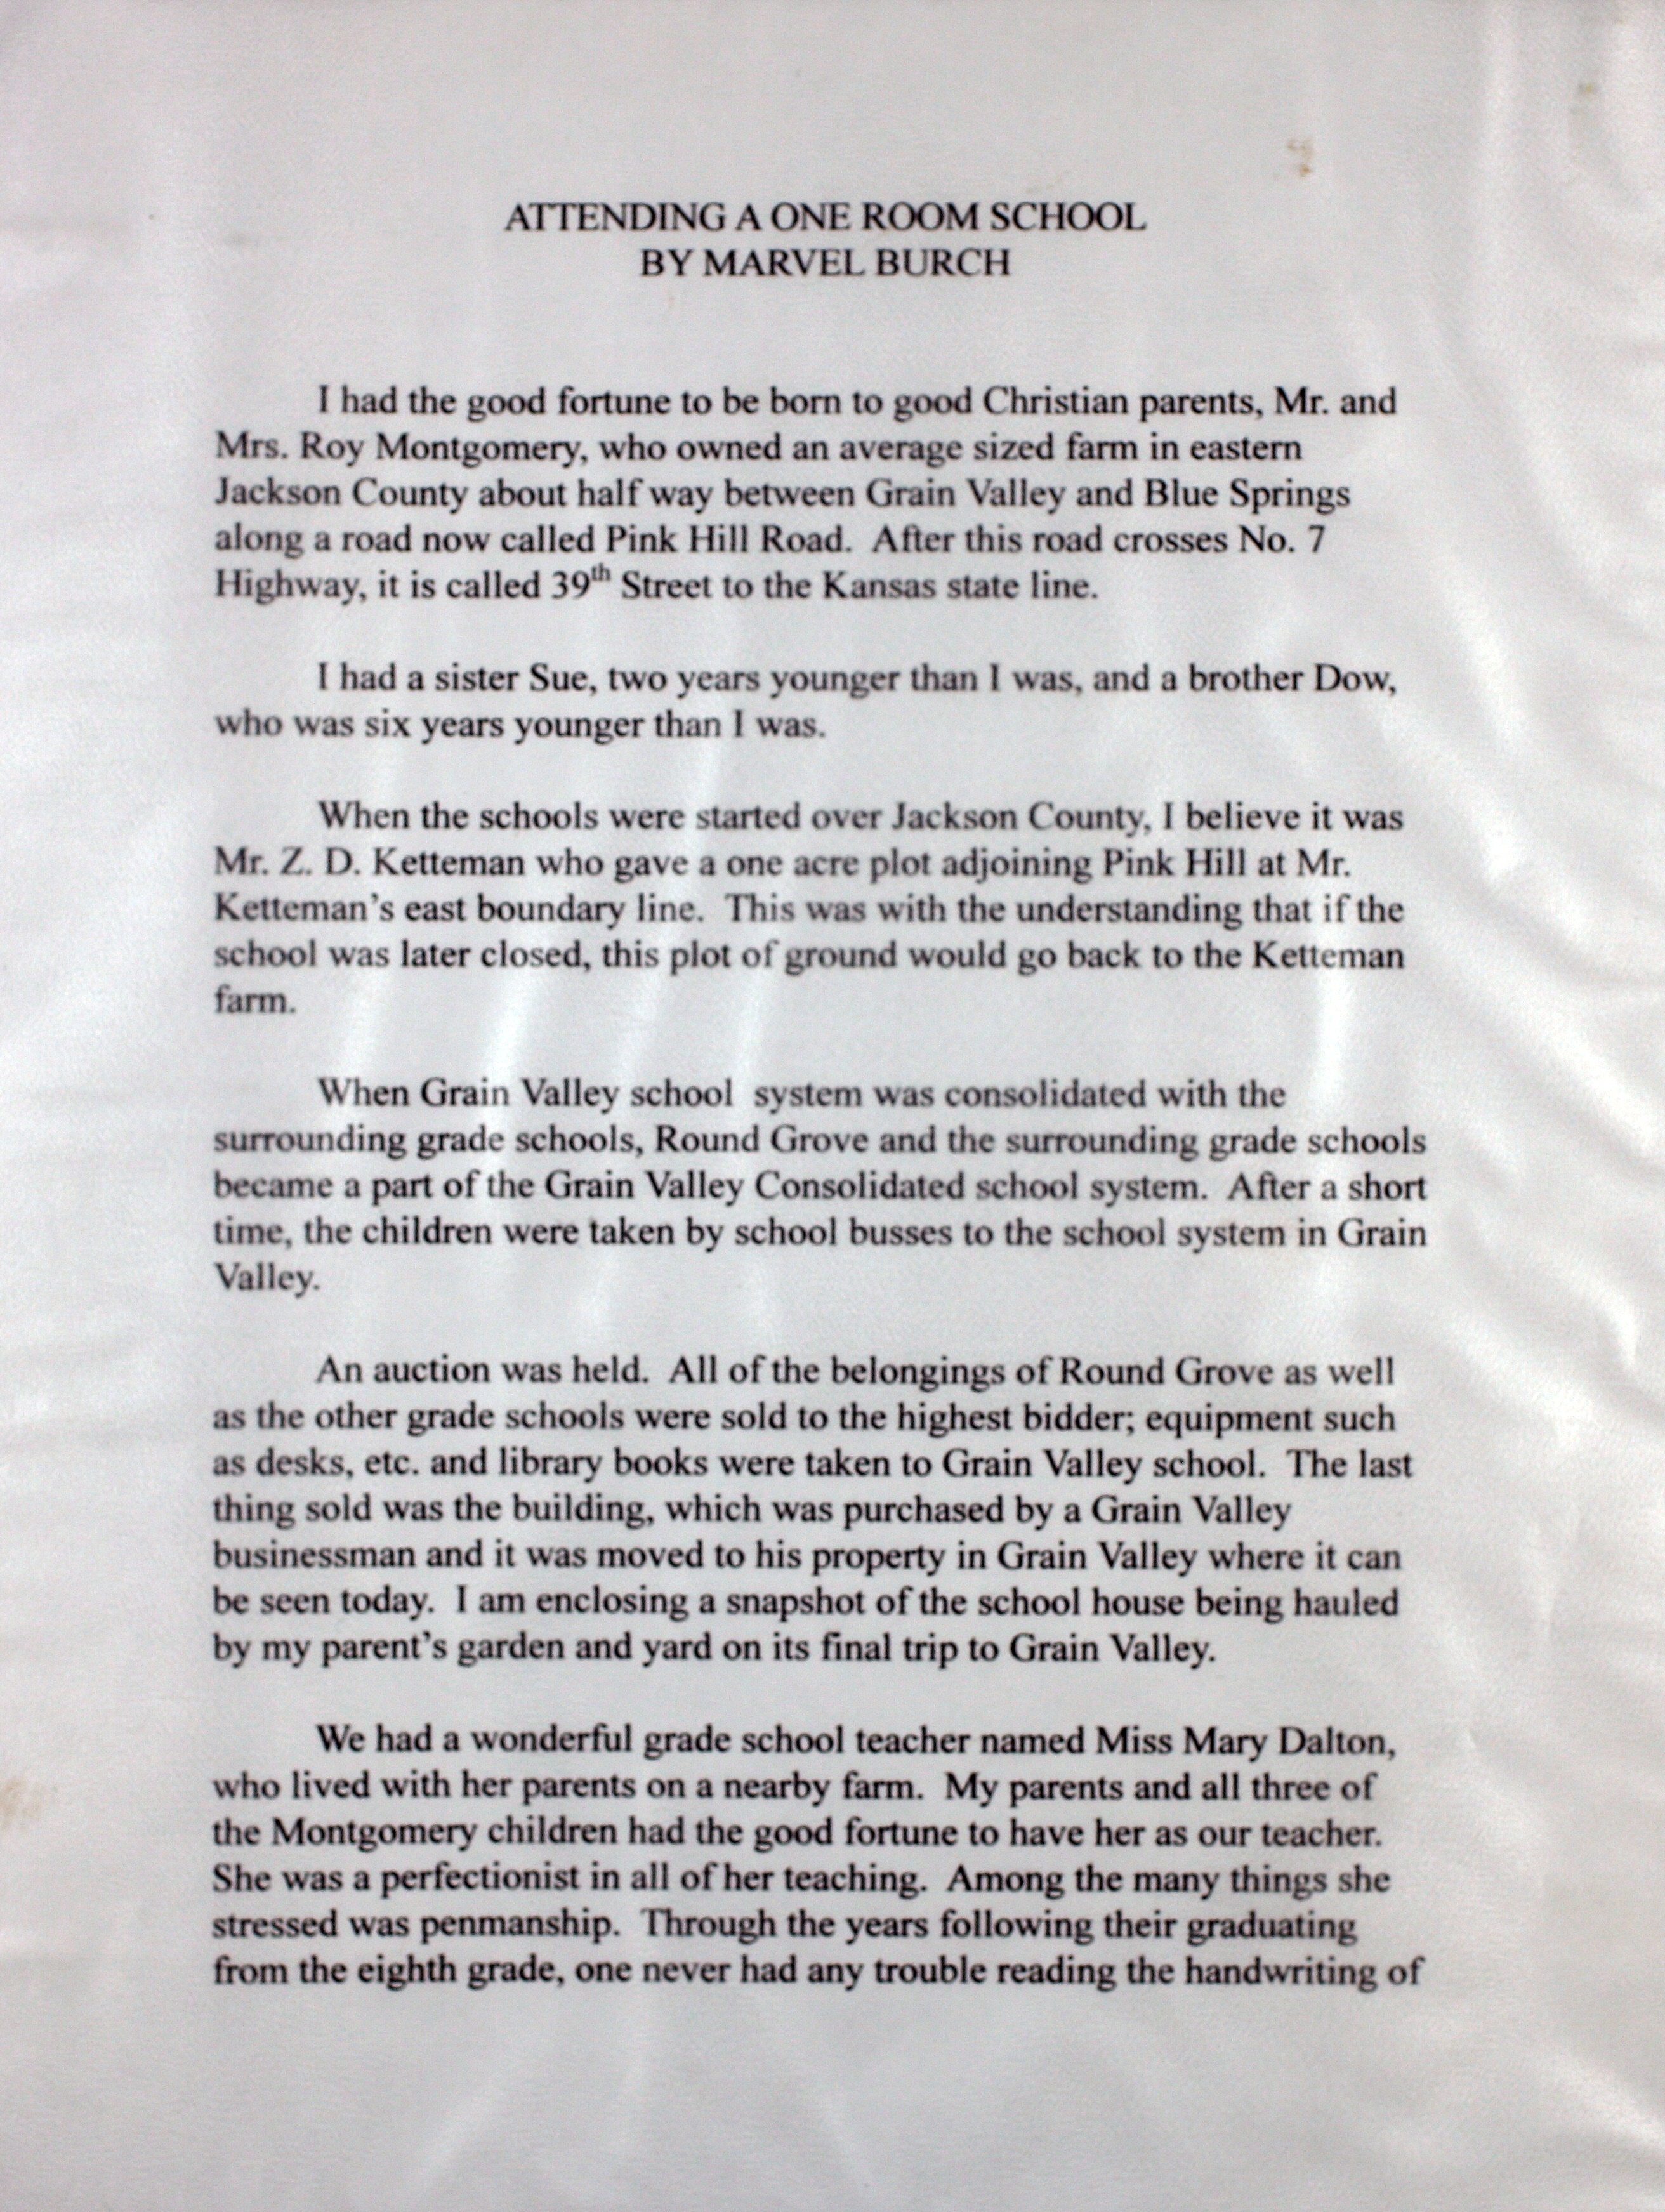 ATTENDING A ONE ROOM SCHOOL
BY MARVEL BURCH
I had the good fortune to be born to good Christian parents, Mr. and
Mrs. Roy Montgomery, who owned an average sized farm in eastern
Jackson County about half way between Grain Valley and Blue Springs
along a road now called Pink Hill Road.  After this road crosses No. 7
Highway, it is called 39th Street to the Kansas state line.
I had a sister Sue, two years younger than I was, and a brother Dow,
who was six years younger than I was.
When the schools were started over Jackson County, I believe it was
Mr. Z. D. Ketteman who gave a one acre plot adjoining Pink Hill at Mr.
Ketteman's east boundary line.  This was with the understanding that if the
school was later closed, this plot of ground would go back to the Ketteman
farm.
When Grain Valley school  system was consolidated with the
surrounding grade schools, Round Grove and the surrounding grade schools
became a part of the Grain Valley Consolidated school system.  After a short
time, the children were taken by school busses to the school system in Grain
Valley.
An auction was held.  All of the belongings of Round Grove as well
as the other grade schools were sold to the highest bidder; equipment such
as desks, etc. and library books were taken to Grain Valley school.  The last
thing sold was the building, which was purchased by a Grain Valley
businessman and it was moved to his property in Grain Valley where it can
be seen today.  I am enclosing a snapshot of the school house being hauled
by my parent's garden and yard on its final trip to Grain Valley.
We had a wonderful grade school teacher named Miss Mary Dalton,
who lived with her parents on a nearby farm.  My parents and all three of
the Montgomery children had the good fortune to have her as our teacher.
She was a perfectionist in all of her teaching.  Among the many things she
stressed was penmanship.  Through the years following their graduating
from the eighth grade, one never had any trouble reading the handwriting of